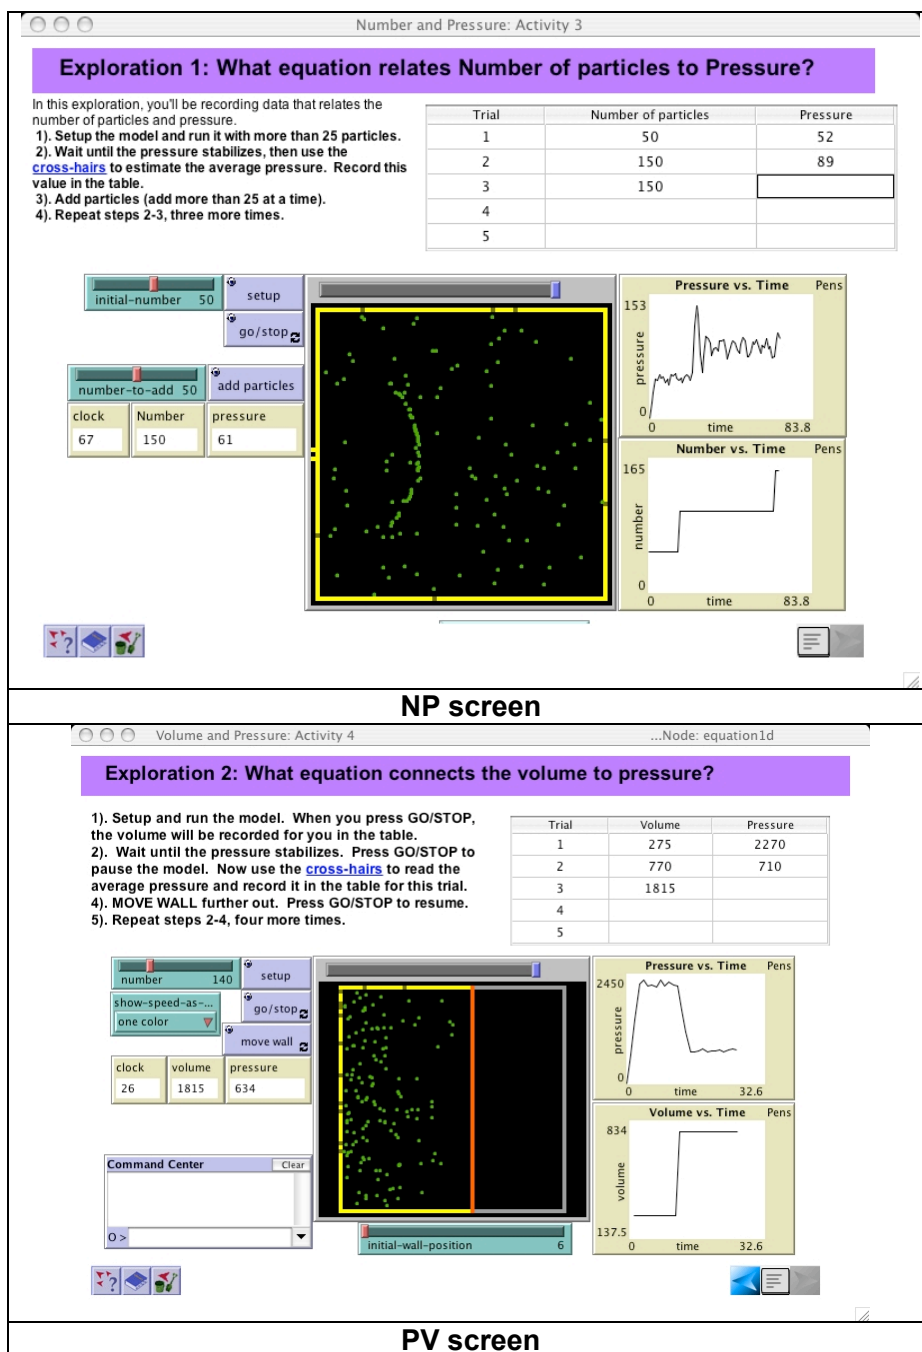 Number and Pressure: Activity 3
Exploration 1: What equation relates Number of particles to Pressure?
In this exploration, you'll be recording data that relates the
number of particles and pressure.
1). Setup the model and run it with more than 25 particles.
2). Wait until the pressure stabilizes, then use the
cross-hairs to estimate the average pressure. Record this
value in the table.
3). Add particles (add more than 25 at a time).
4). Repeat steps 2-3, three more times.
Trial Number of particles Pressure
1 50 52
2 150 89
3 150
4
5
initial-number 50
setup
go/stop
number-to-add 50
add particles
clock Number pressure
67 150 61
Pressure vs. Time Pens
153
pressure
0
0 time 83.8
Number vs. Time Pens
165
number
0
0 time 83.8
NP screen
Volume and Pressure: Activity 4 ...Node: equation1d
Exploration 2: What equation connects the volume to pressure?
1). Setup and run the model. When you press GO/STOP,
the volume will be recorded for you in the table.
2). Wait until the pressure stabilizes. Press GO/STOP to
pause the model. Now use the cross-hairs to read the
average pressure and record it in the table for this trial.
4). MOVE WALL further out. Press GO/STOP to resume.
5). Repeat steps 2-4, four more times.
Trial Volume Pressure
1 275 2270
2 770 710
3 1815
4
5
number 140
setup
show-speed-as-...
one color
go/stop
move wall
clock volume pressure
26 1815 634
Command Center Clear
O >
initial-wall-position 6
Pressure vs. Time Pens
2450
pressure
0
0 time 32.6
Volume vs. Time Pens
834
volume
137.5
0 time 32.6
PV screen